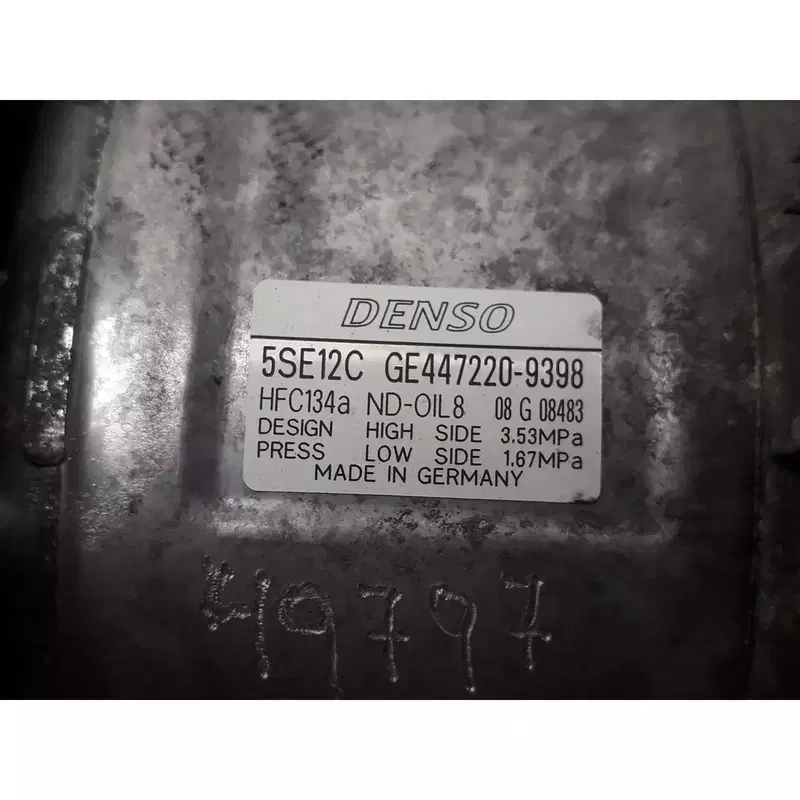 DENSO
5SE12C GE447220-9398
HFC134a ND-OIL8 08 G 08483
DESIGN HIGH SIDE 3.53MPa
PRESS LOW SIDE 1.67MPa
MADE IN GERMANY
49797